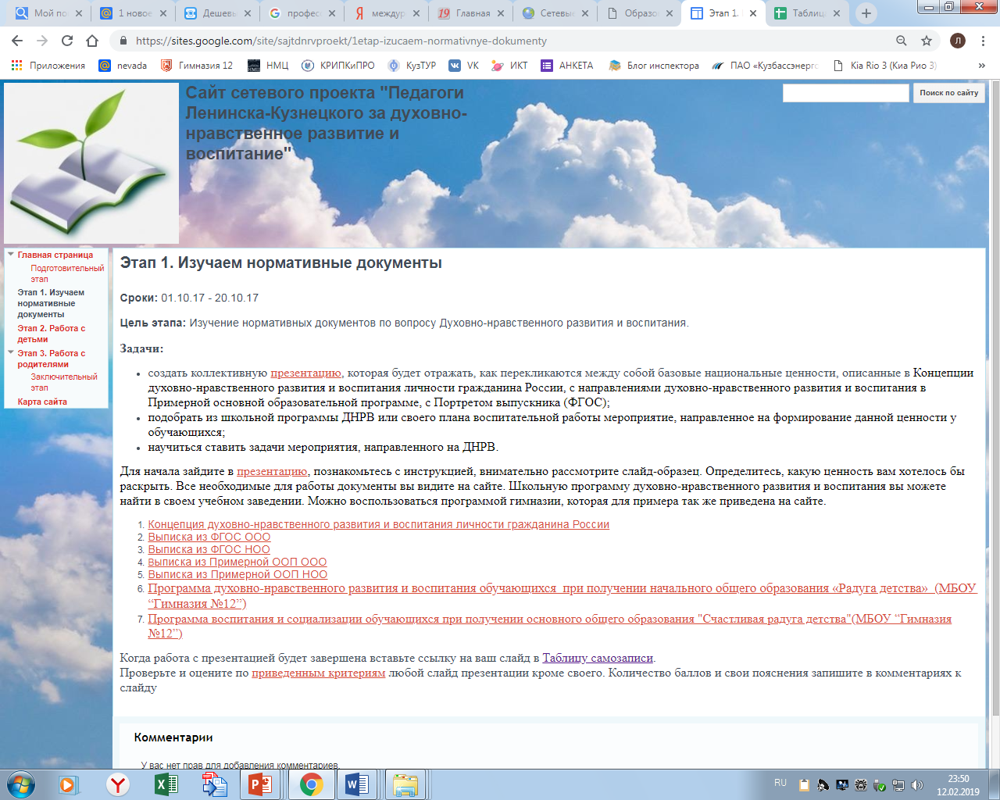 Мой по
1 новое
Дешевы
професс
междур
Главная
Сетевые
Образо
Этап 1.
Таблица
https://sites.google.com/site/sajtdnrvproekt/1etap-izucaem-normativnye-dokumenty
Л
Приложения nevada Гимназия 12 НМЦ КРИПКиПРО КузТУР VK ИКТ АНКЕТА Блог инспектора ПАО «Кузбассэнерго Kia Rio 3 (Киа Рио 3)
Сайт сетевого проекта "Педагоги
Ленинска-Кузнецкого за духовно-
нравственное развитие и
воспитание"
Поиск по сайту
Главная страница
Подготовительный
этап
Этап 1. Изучаем
нормативные
документы
Этап 2. Работа с
детьми
Этап 3. Работа с
родителями
Заключительный
этап
Карта сайта
Этап 1. Изучаем нормативные документы
Сроки: 01.10.17 - 20.10.17
Цель этапа: Изучение нормативных документов по вопросу Духовно-нравственного развития и воспитания.
Задачи:
создать коллективную презентацию, которая будет отражать, как перекликаются между собой базовые национальные ценности, описанные в Концепции
духовно-нравственного развития и воспитания личности гражданина России, с направлениями духовно-нравственного развития и воспитания в
Примерной основной образовательной программе, с Портретом выпускника (ФГОС);
подобрать из школьной программы ДНРВ или своего плана воспитательной работы мероприятие, направленное на формирование данной ценности у
обучающихся;
научиться ставить задачи мероприятия, направленного на ДНРВ.
Для начала зайдите в презентацию, познакомьтесь с инструкцией, внимательно рассмотрите слайд-образец. Определитесь, какую ценность вам хотелось бы
раскрыть. Все необходимые для работы документы вы видите на сайте. Школьную программу духовно-нравственного развития и воспитания вы можете
найти в своем учебном заведении. Можно воспользоваться программой гимназии, которая для примера так же приведена на сайте.
1. Концепция духовно-нравственного развития и воспитания личности гражданина России
2. Выписка из ФГОС ООО
3. Выписка из ФГОС НОО
4. Выписка из Примерной ООП ООО
5. Выписка из Примерной ООП НОО
6. Программа духовно-нравственного развития и воспитания обучающихся при получении начального общего образования «Радуга детства» (МБОУ
“Гимназия №12”)
7. Программа воспитания и социализации обучающихся при получении основного общего образования "Счастливая радуга детства"(МБОУ “Гимназия
№12”)
Когда работа с презентацией будет завершена вставьте ссылку на ваш слайд в Таблицу самозаписи.
Проверьте и оцените по приведенным критериям любой слайд презентации кроме своего. Количество баллов и свои пояснения запишите в комментариях к
слайду
Комментарии
У вас нет прав для добавления комментариев.
RU
23:50
12.02.2019